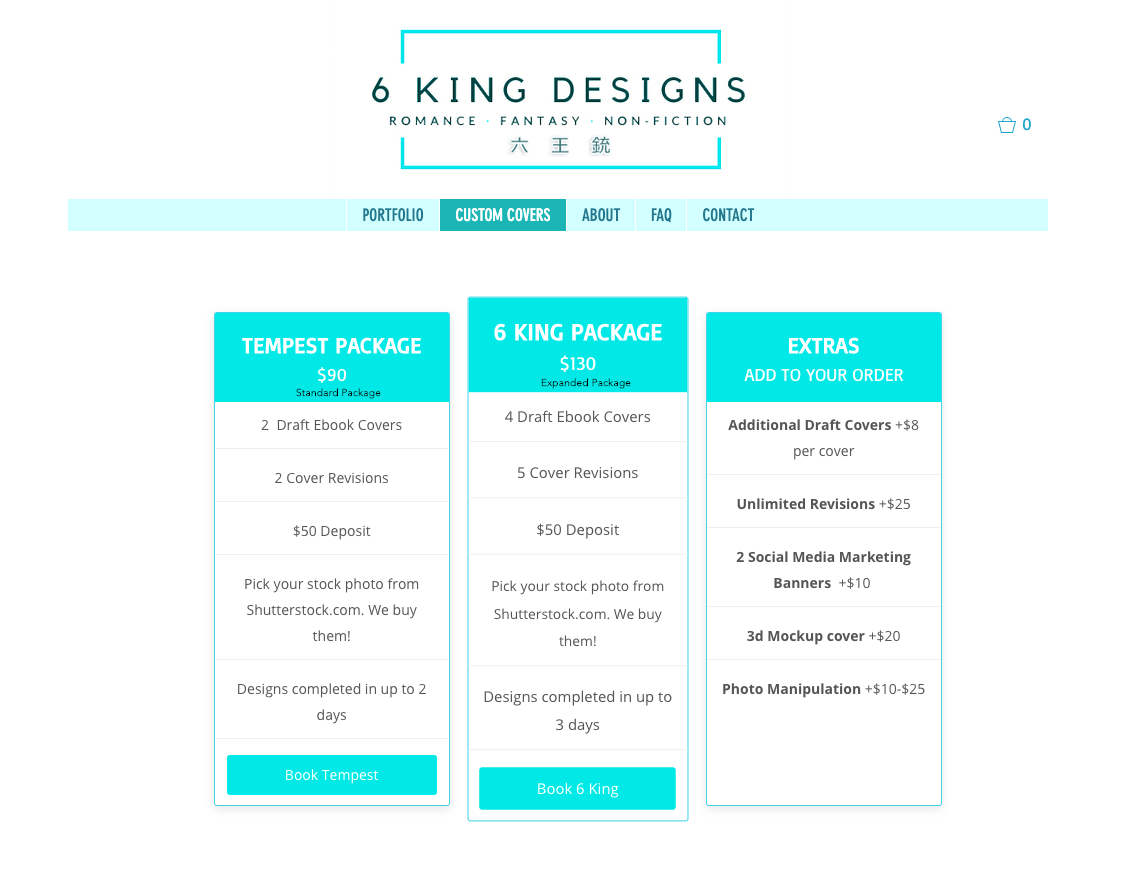 6 KING DESIGNS
ROMANCE · FANTASY · NON-FICTION
六 王 銃
0
PORTFOLIO CUSTOM COVERS ABOUT FAQ CONTACT
TEMPEST PACKAGE
$90
Standard Package
2 Draft Ebook Covers
2 Cover Revisions
$50 Deposit
Pick your stock photo from
Shutterstock.com. We buy
them!
Designs completed in up to 2
days
Book Tempest
6 KING PACKAGE
$130
Expanded Package
4 Draft Ebook Covers
5 Cover Revisions
$50 Deposit
Pick your stock photo from
Shutterstock.com. We buy
them!
Designs completed in up to
3 days
Book 6 King
EXTRAS
ADD TO YOUR ORDER
Additional Draft Covers +$8
per cover
Unlimited Revisions +$25
2 Social Media Marketing
Banners +$10
3d Mockup cover +$20
Photo Manipulation +$10-$25